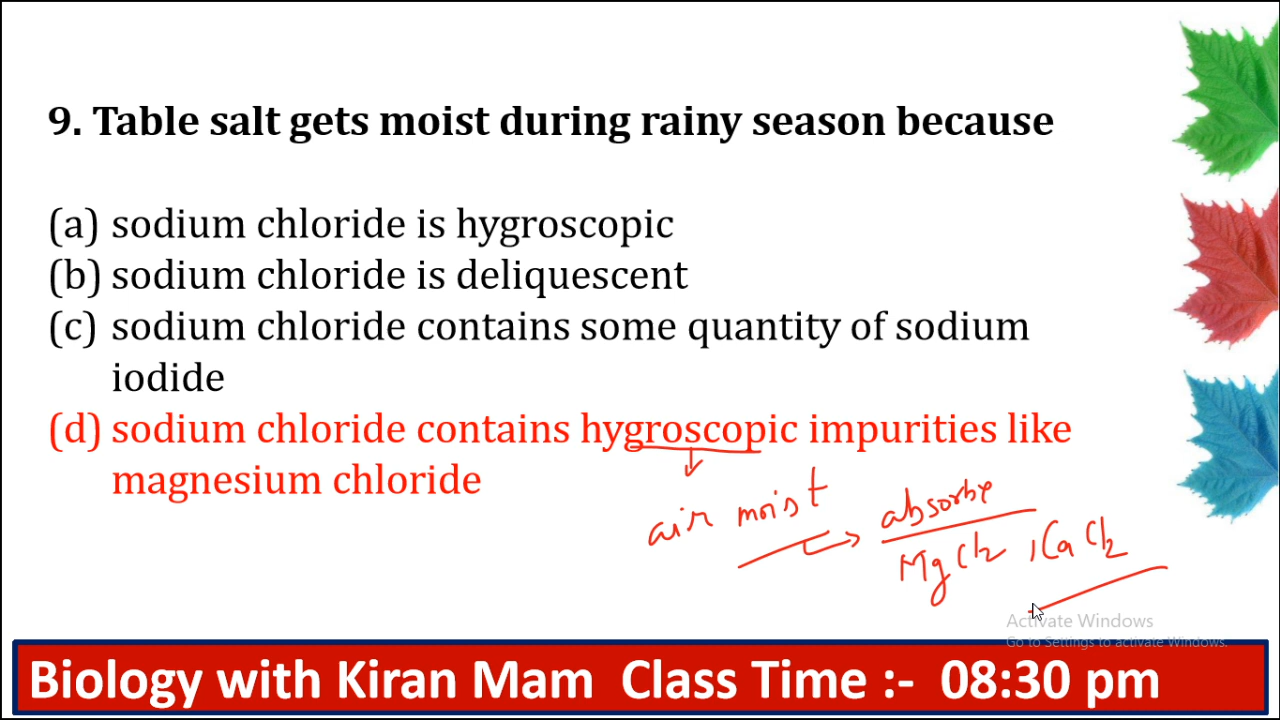 9. Table salt gets moist during rainy season because
(a) sodium chloride is hygroscopic
(b) sodium chloride is deliquescent
(c) sodium chloride contains some quantity of sodium
iodide
(d) sodium chloride contains hygroscopic impurities like
magnesium chloride
air moist absorbe
MgCl2, CaCl2
Activate Windows
Go to Settings to activate Windows.
Biology with Kiran Mam Class Time :- 08:30 pm